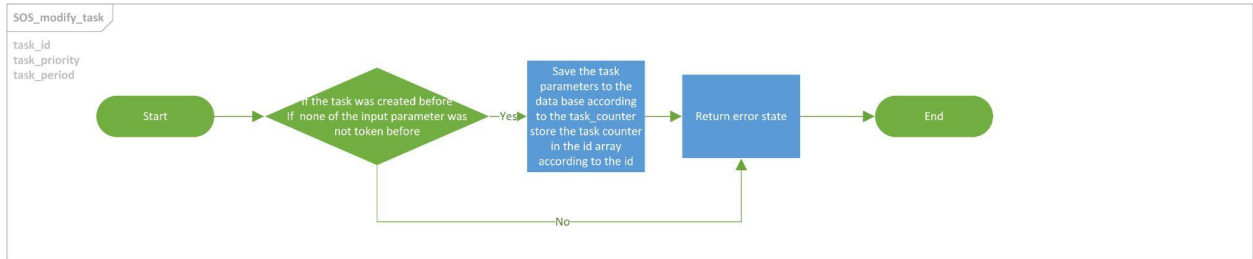 SOS_modify_task
task_id
task_priority
task_period
Start
If the task was created before
If none of the input parameter was
not token before
Yes
Save the task
parameters to the
data base according
to the task_counter
store the task counter
in the id array
according to the id
Return error state
End
No